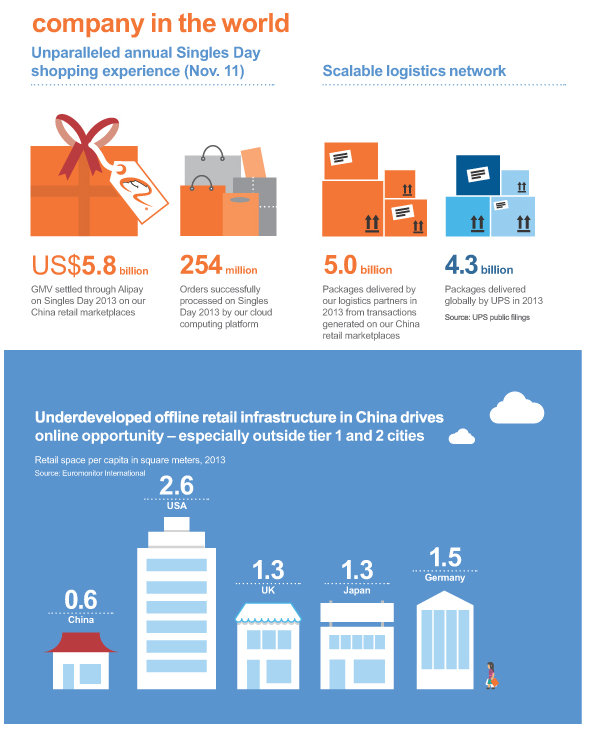 company in the world
Unparalleled annual Singles Day
shopping experience (Nov. 11)
US$5.8 billion
GMV settled through Alipay
on Singles Day 2013 on our
China retail marketplaces
254 million
Orders successfully
processed on Singles
Day 2013 by our cloud
computing platform
Scalable logistics network
5.0 billion
Packages delivered by
our logistics partners in
2013 from transactions
generated on our China
retail marketplaces
4.3 billion
Packages delivered
globally by UPS in 2013
Source: UPS public filings
Underdeveloped offline retail infrastructure in China drives
online opportunity – especially outside tier 1 and 2 cities
Retail space per capita in square meters, 2013
Source: Euromonitor International
0.6
China
2.6
USA
1.3
UK
1.3
Japan
1.5
Germany